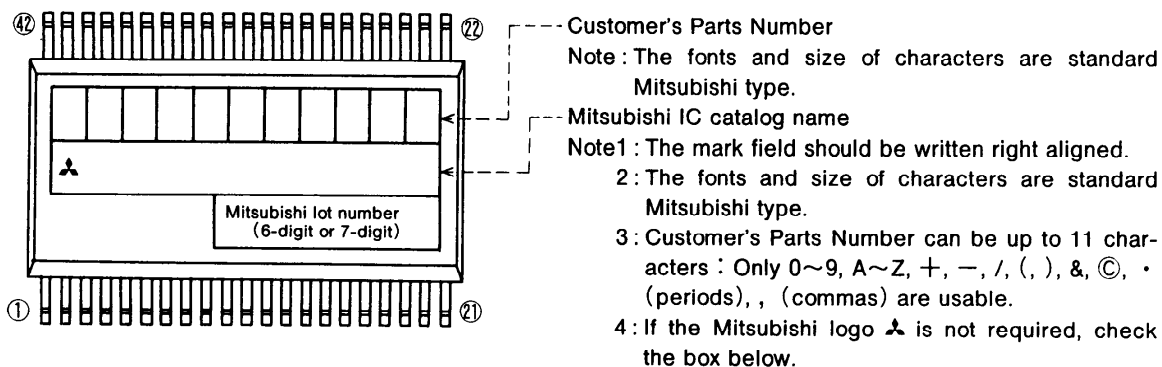 ㊷ ㉒
Customer's Parts Number
Note : The fonts and size of characters are standard
Mitsubishi type.
Mitsubishi IC catalog name
Note1 : The mark field should be written right aligned.
2 : The fonts and size of characters are standard
Mitsubishi type.
3 : Customer's Parts Number can be up to 11 char-
acters : Only 0～9, A～Z, +, −, /, (, ), &, Ⓒ, ·
(periods), , (commas) are usable.
4 : If the Mitsubishi logo is not required, check
the box below.
Mitsubishi lot number
(6-digit or 7-digit)
① ㉑